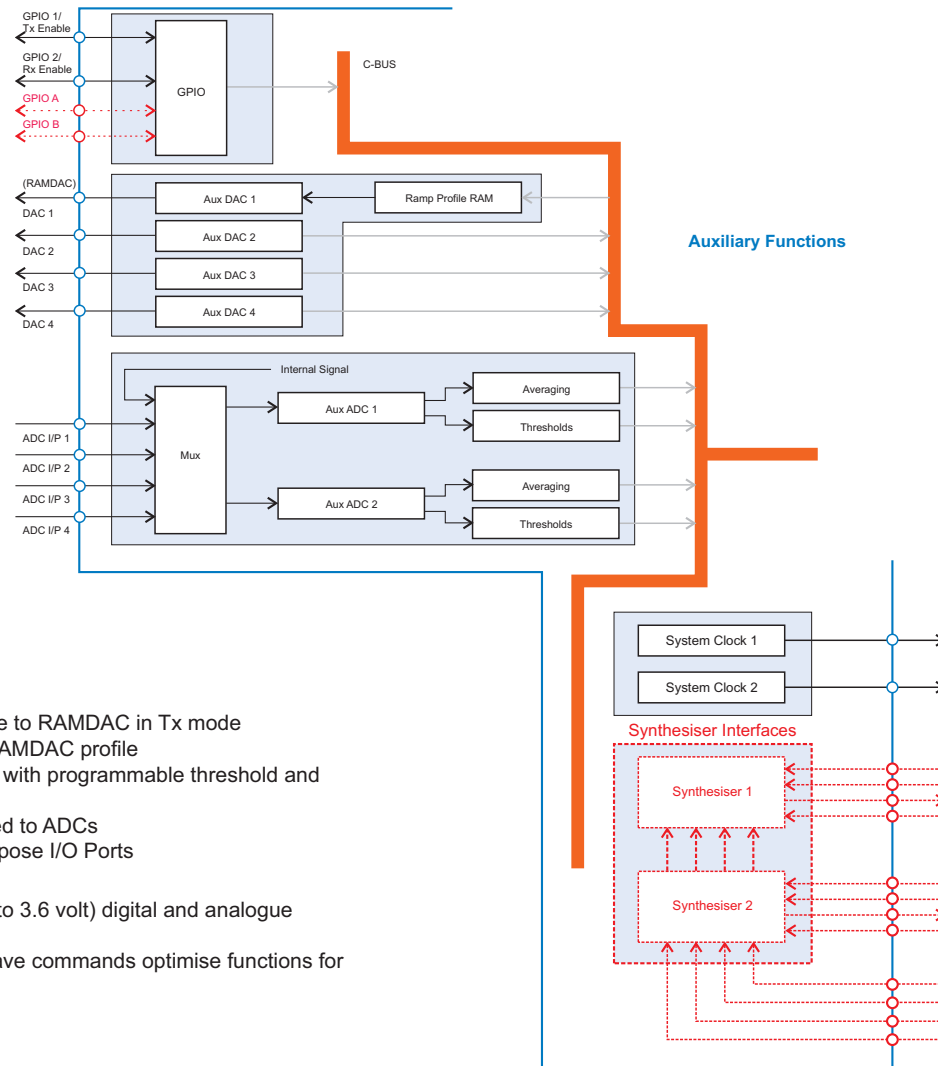 GPIO 1/
Tx Enable
GPIO 2/
Rx Enable
GPIO A
GPIO B
GPIO
C-BUS
(RAMDAC)
DAC 1
DAC 2
DAC 3
DAC 4
Aux DAC 1
Ramp Profile RAM
Aux DAC 2
Aux DAC 3
Aux DAC 4
Auxiliary Functions
Internal Signal
ADC I/P 1
ADC I/P 2
ADC I/P 3
ADC I/P 4
Mux
Aux ADC 1
Averaging
Thresholds
Aux ADC 2
Averaging
Thresholds
System Clock 1
System Clock 2
Synthesiser Interfaces
Synthesiser 1
Synthesiser 2
e to RAMDAC in Tx mode
AMDAC profile
with programmable threshold and
ed to ADCs
pose I/O Ports
to 3.6 volt) digital and analogue
ave commands optimise functions for